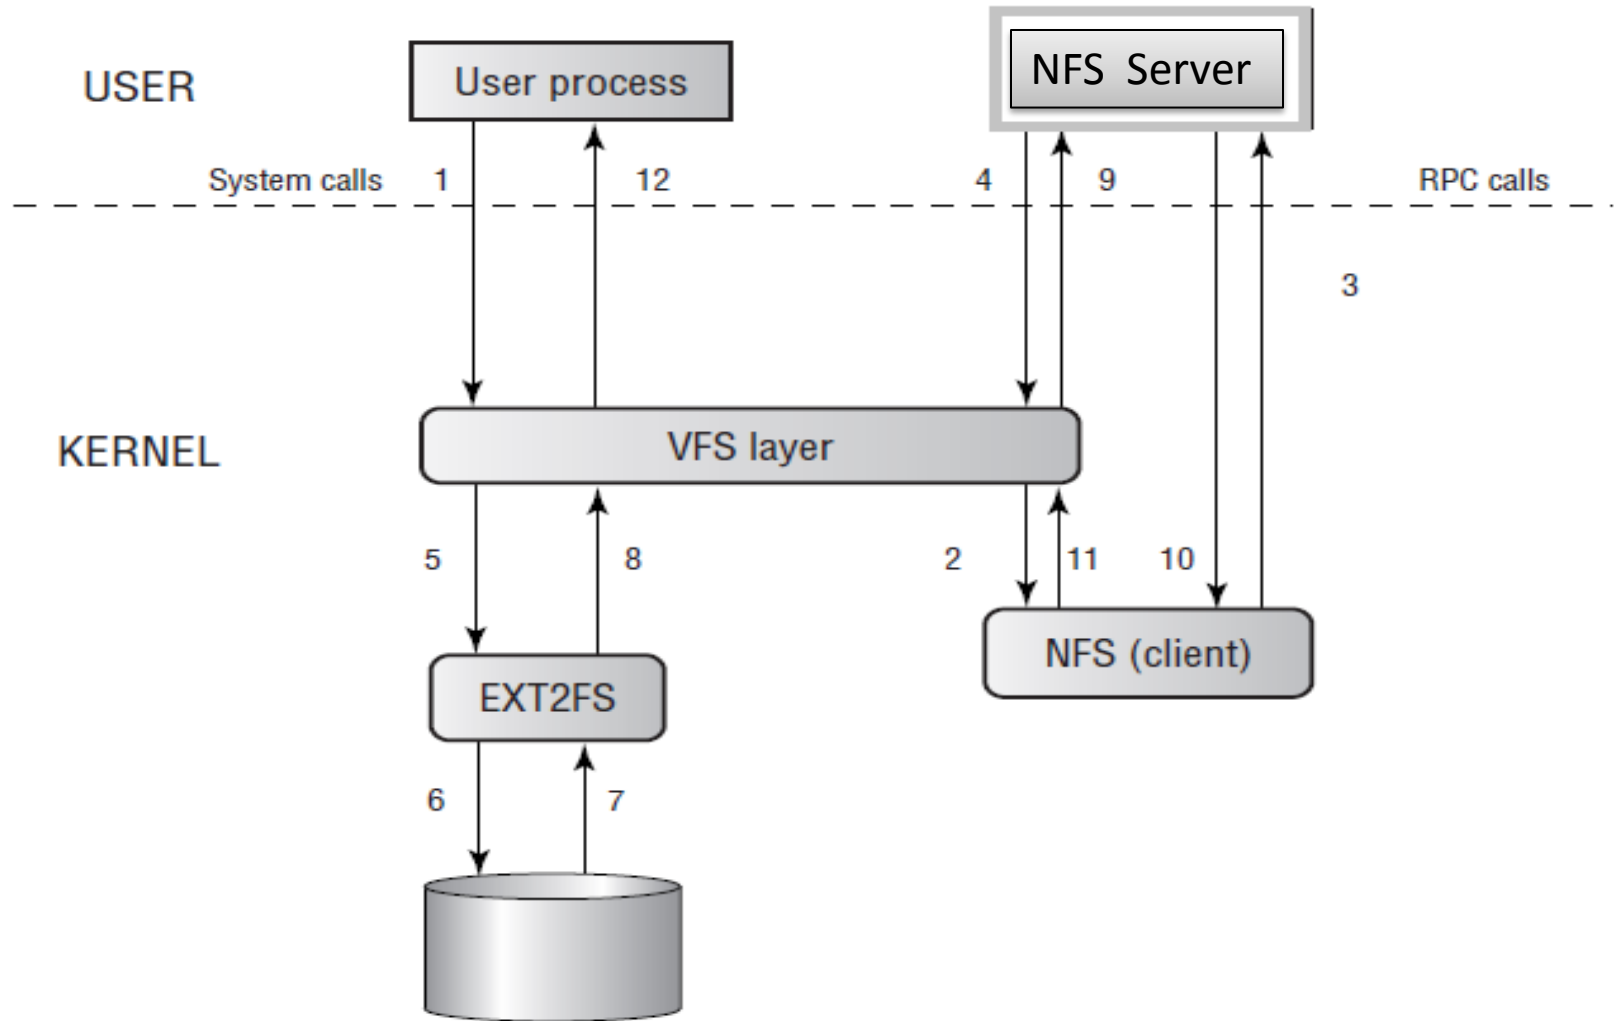 NFS Server
User process
USER
System calls 1 12 4 9 RPC calls
3
VFS layer
KERNEL
5 8 2 11 10
NFS (client)
EXT2FS
6 7